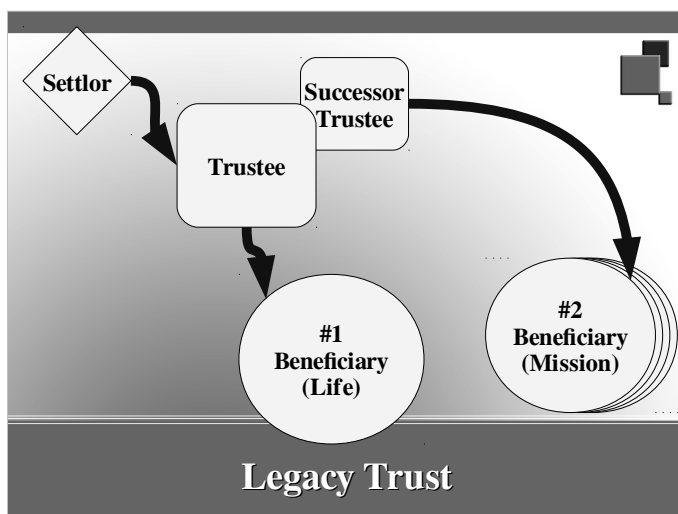 Settlor
Successor
Trustee
Trustee
#1
Beneficiary
(Life)
#2
Beneficiary
(Mission)
Legacy Trust